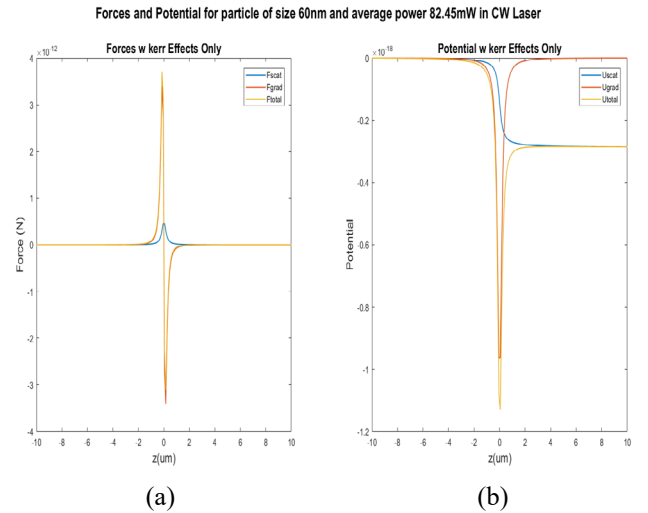 Forces and Potential for particle of size 60nm and average power 82.45mW in CW Laser
×10⁻¹² Forces w kerr Effects Only
4
3
2
1
0
-1
-2
-3
-4
Force (N)
-10 -8 -6 -4 -2 0 2 4 6 8 10
z(um)
Fscat
Fgrad
Ftotal
(a)
×10⁻¹⁸ Potential w kerr Effects Only
0
-0.2
-0.4
-0.6
-0.8
-1
-1.2
Potential
-10 -8 -6 -4 -2 0 2 4 6 8 10
z(um)
Uscat
Ugrad
Utotal
(b)